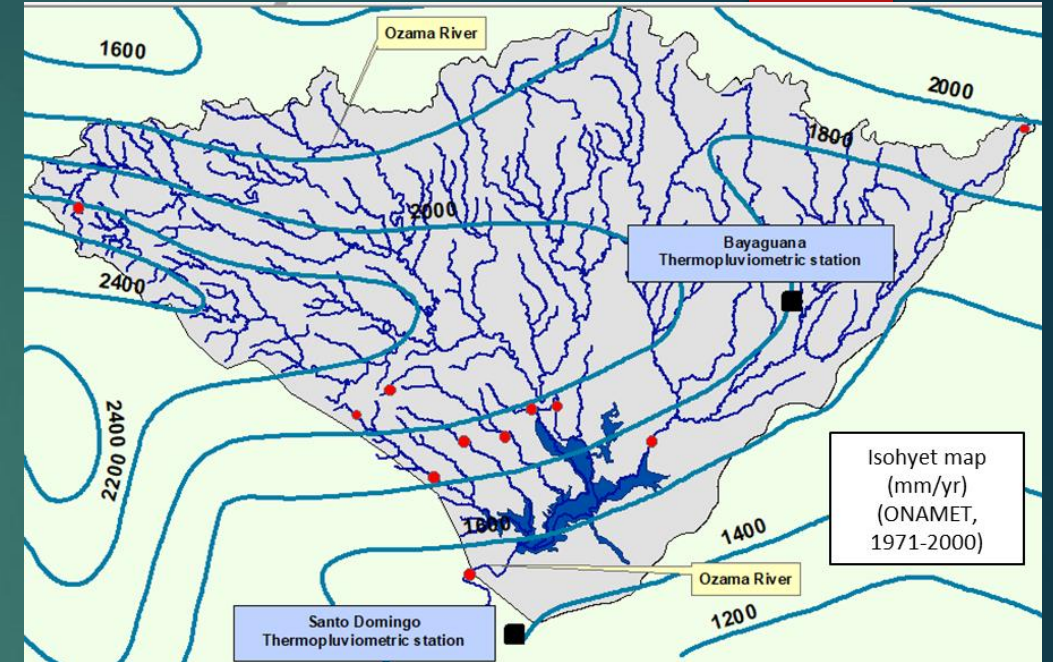 Ozama River
1600
2000
1800
2000
Bayaguana
Thermopluviometric station
2400
2400
2200
Isohyet map
(mm/yr)
(ONAMET,
1971-2000)
1600
1400
Ozama River
1200
Santo Domingo
Thermopluviometric station